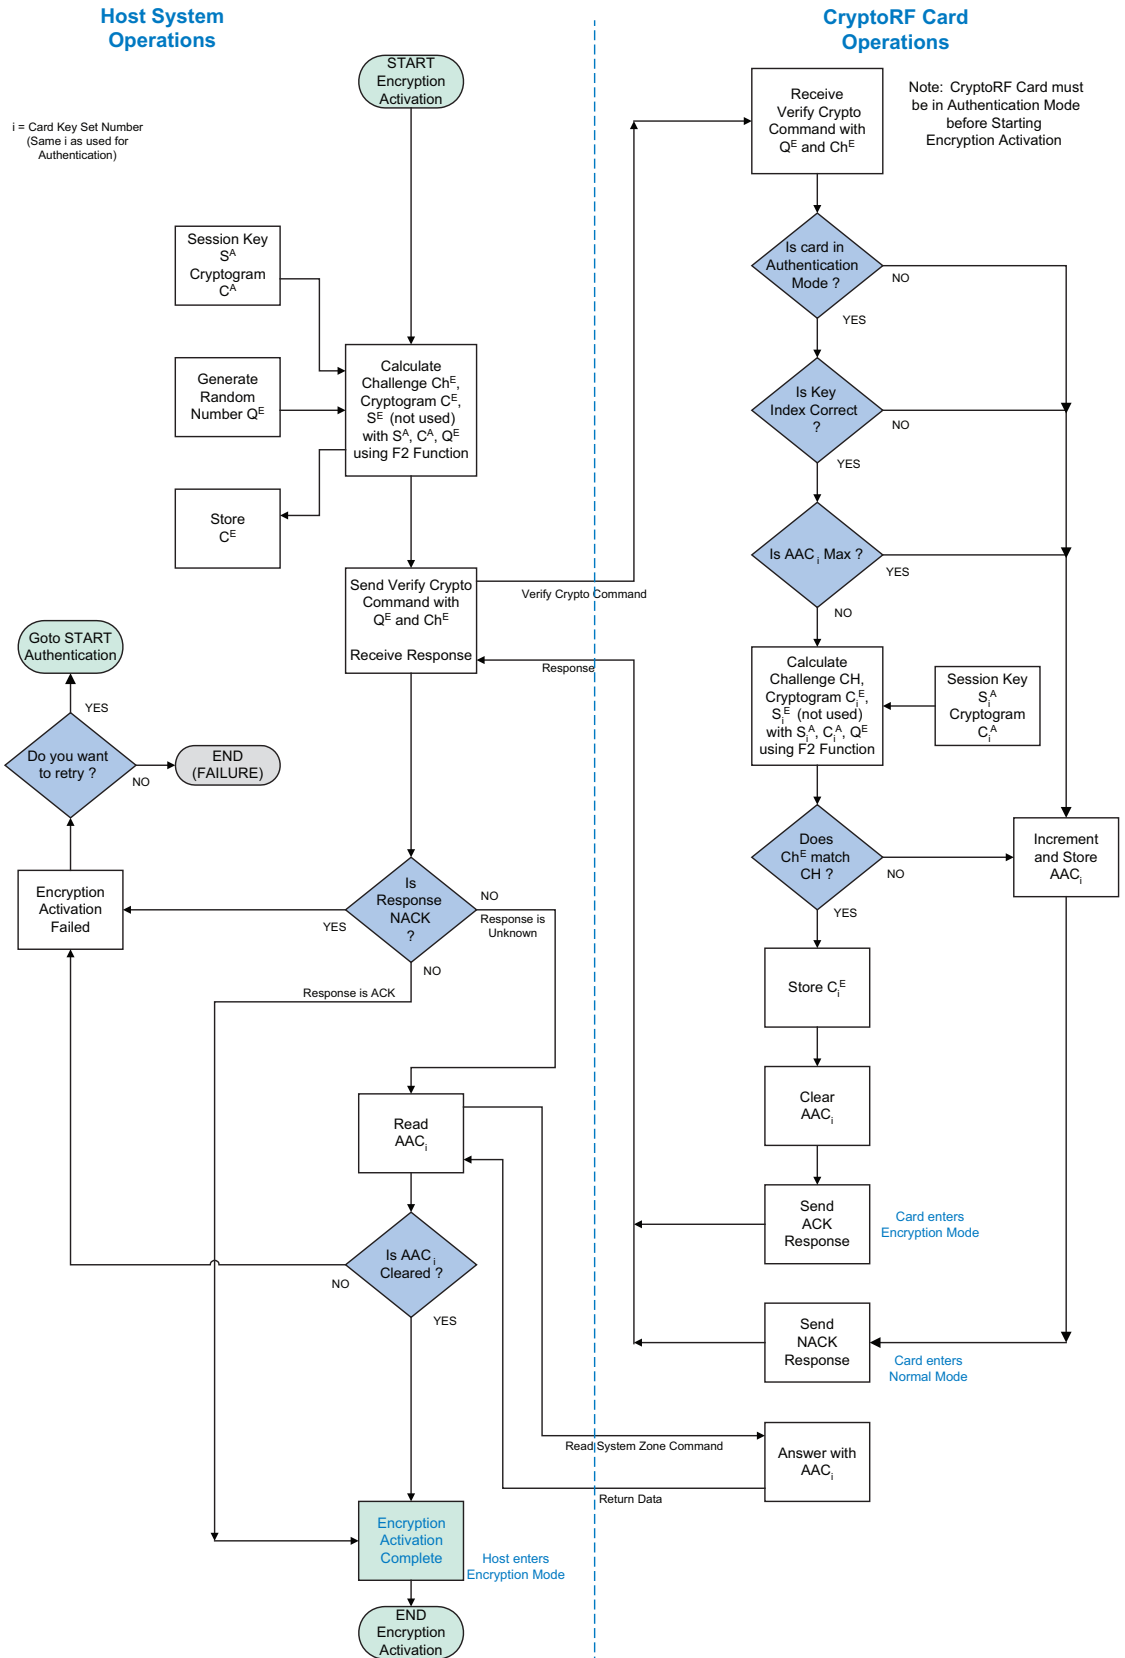 Host System
Operations
CryptoRF Card
Operations
START
Encryption
Activation
i = Card Key Set Number
(Same i as used for
Authentication)
Receive
Verify Crypto
Command with
Qᴱ and Chᴱ
Note: CryptoRF Card must
be in Authentication Mode
before Starting
Encryption Activation
Session Key
Sᴬ
Cryptogram
Cᴬ
Is card in
Authentication
Mode ?
NO
YES
Generate
Random
Number Qᴱ
Calculate
Challenge Chᴱ,
Cryptogram Cᴱ,
Sᴱ (not used)
with Sᴬ, Cᴬ, Qᴱ
using F2 Function
Is Key
Index Correct
?
NO
YES
Store
Cᴱ
Is AACᵢ Max ?
YES
NO
Send Verify Crypto
Command with
Qᴱ and Chᴱ
Receive Response
Verify Crypto Command
Response
Goto START
Authentication
YES
Do you want
to retry ?
NO
END
(FAILURE)
Calculate
Challenge CH,
Cryptogram Cᵢᴱ,
Sᵢᴱ (not used)
with Sᵢᴬ, Cᵢᴬ, Qᴱ
using F2 Function
Session Key
Sᵢᴬ
Cryptogram
Cᵢᴬ
Does
Chᴱ match
CH ?
NO
YES
Increment
and Store
AACᵢ
Encryption
Activation
Failed
Is
Response
NACK
?
YES
NO
Response is
Unknown
NO
Response is ACK
Store Cᵢᴱ
Read
AACᵢ
Clear
AACᵢ
Is AACᵢ
Cleared ?
NO
YES
Send
ACK
Response
Card enters
Encryption Mode
Send
NACK
Response
Card enters
Normal Mode
Read System Zone Command
Answer with
AACᵢ
Return Data
Encryption
Activation
Complete
Host enters
Encryption Mode
END
Encryption
Activation